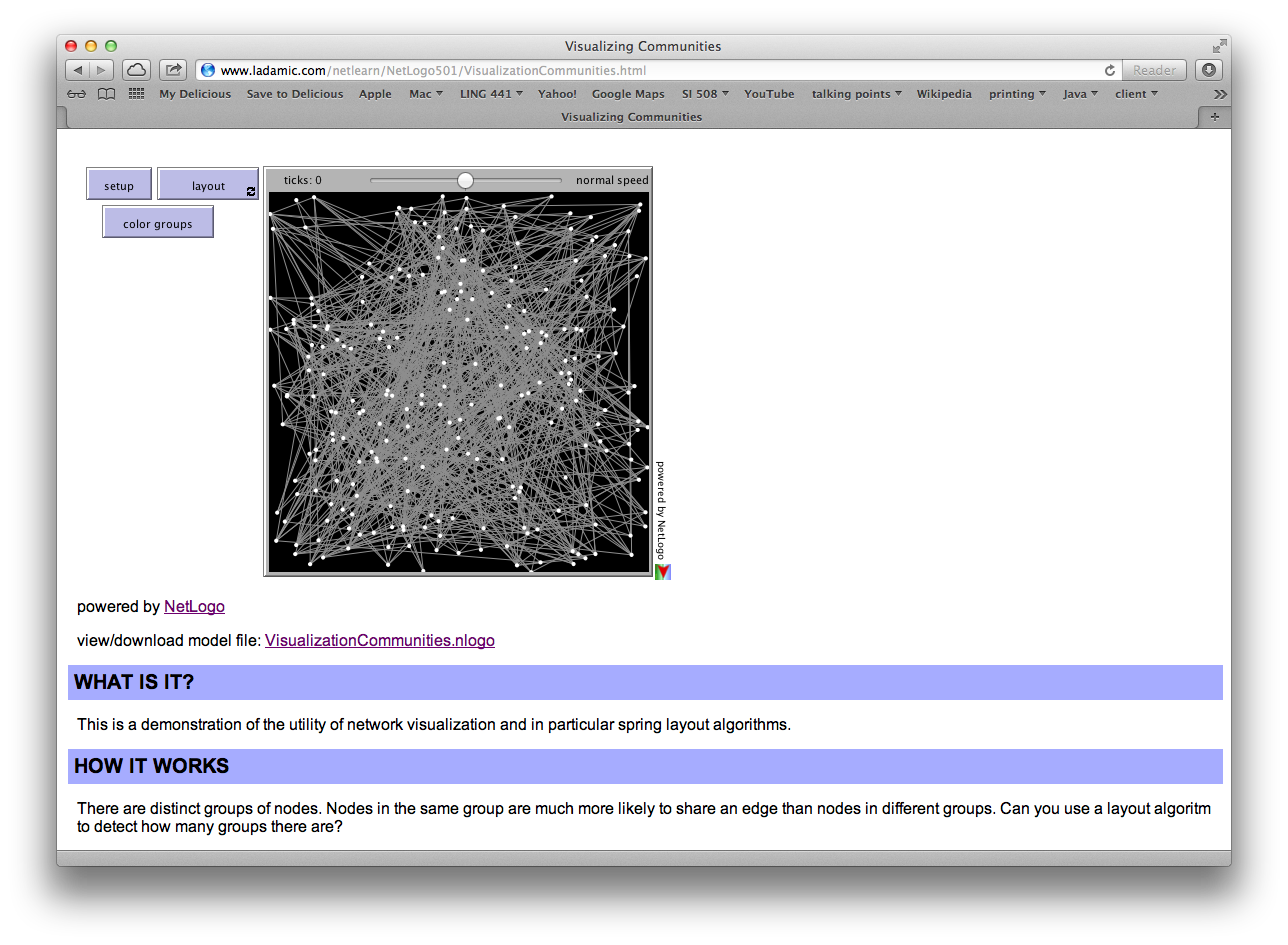 Visualizing Communities
www.ladamic.com/netlearn/NetLogo501/VisualizationCommunities.html
Reader
My Delicious Save to Delicious Apple Mac LING 441 Yahoo! Google Maps SI 508 YouTube talking points Wikipedia printing Java client
Visualizing Communities
setup
layout
color groups
ticks: 0
normal speed
powered by NetLogo
powered by NetLogo
view/download model file: VisualizationCommunities.nlogo
WHAT IS IT?
This is a demonstration of the utility of network visualization and in particular spring layout algorithms.
HOW IT WORKS
There are distinct groups of nodes. Nodes in the same group are much more likely to share an edge than nodes in different groups. Can you use a layout algoritm
to detect how many groups there are?